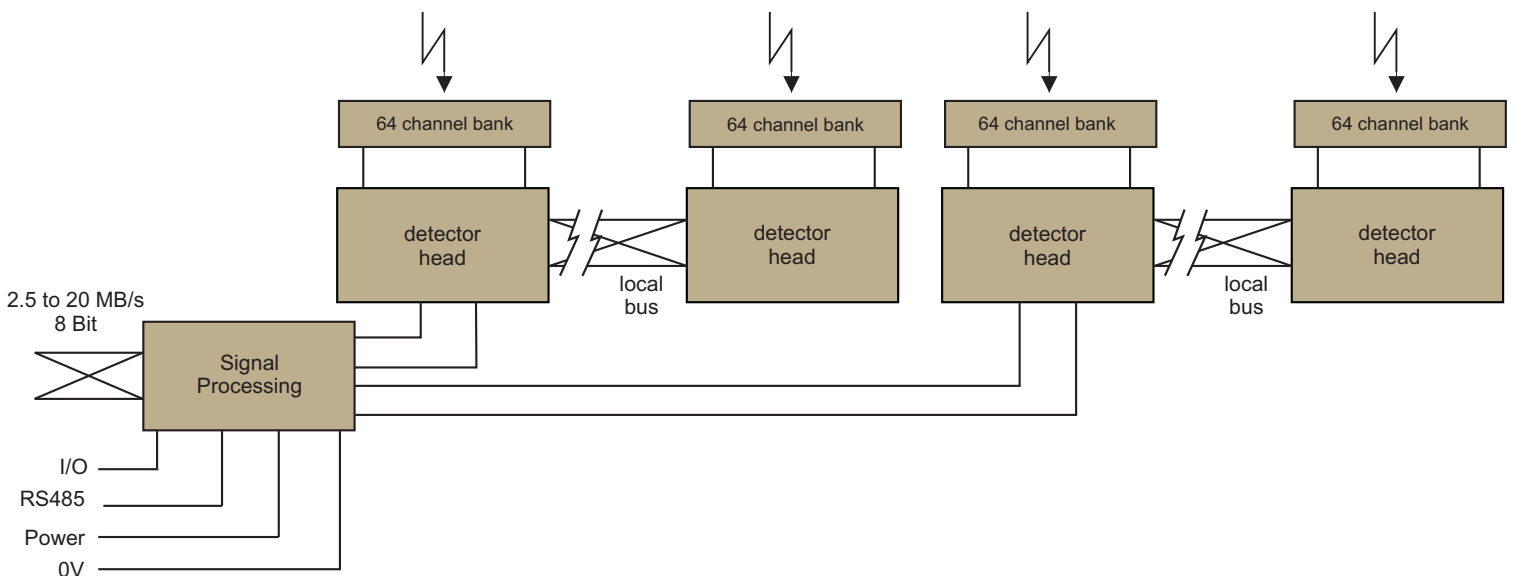 64 channel bank
64 channel bank
64 channel bank
64 channel bank
detector
head
detector
head
detector
head
detector
head
local
bus
local
bus
2.5 to 20 MB/s
8 Bit
Signal
Processing
I/O
RS485
Power
0V